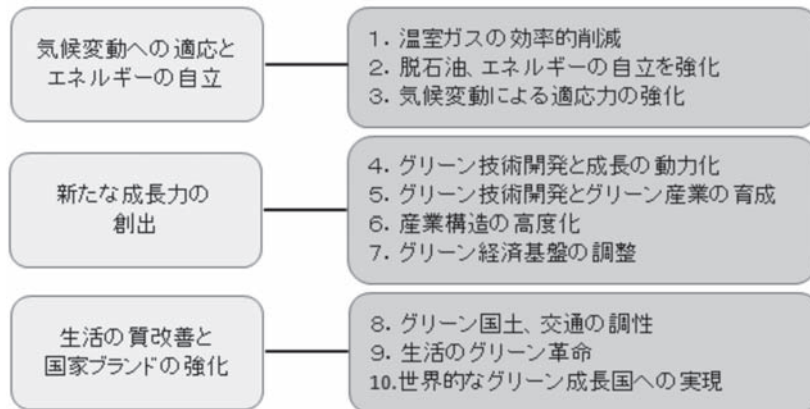 気候変動への適応と
エネルギーの自立
1. 温室ガスの効率的削減
2. 脱石油、エネルギーの自立を強化
3. 気候変動による適応力の強化
新たな成長力の
創出
4. グリーン技術開発と成長の動力化
5. グリーン技術開発とグリーン産業の育成
6. 産業構造の高度化
7. グリーン経済基盤の調整
生活の質改善と
国家ブランドの強化
8. グリーン国土、交通の調性
9. 生活のグリーン革命
10.世界的なグリーン成長国への実現